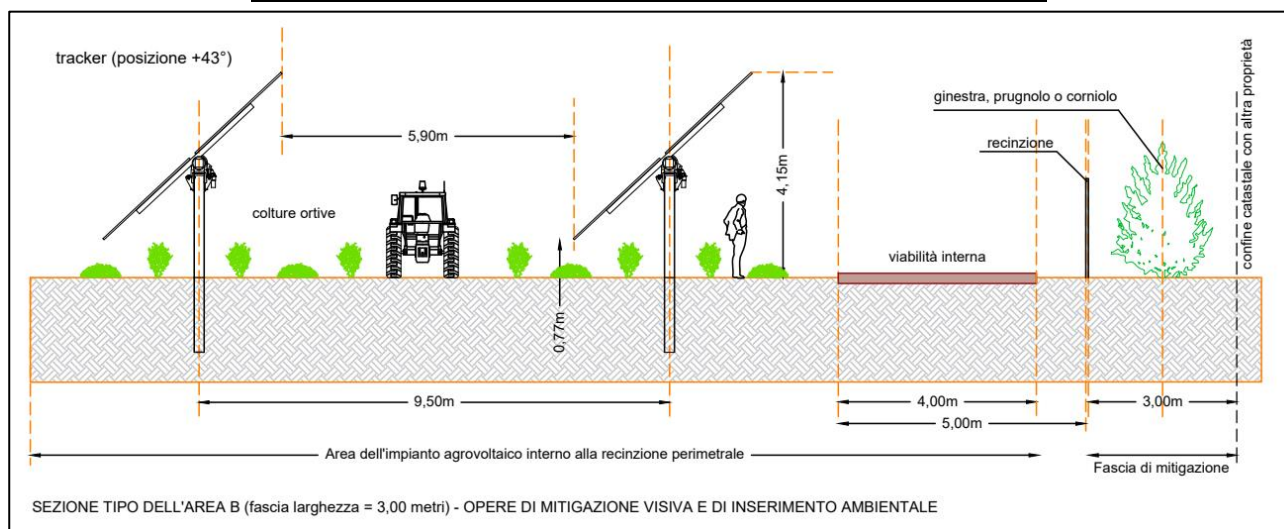 tracker (posizione +43°)
ginestra, prugnolo o corniolo
recinzione
confine catastale con altra proprietà
5,90m
4,15m
colture ortive
viabilità interna
0,77m
9,50m
4,00m
3,00m
5,00m
Area dell'impianto agrovoltaico interno alla recinzione perimetrale
Fascia di mitigazione
SEZIONE TIPO DELL'AREA B (fascia larghezza = 3,00 metri) - OPERE DI MITIGAZIONE VISIVA E DI INSERIMENTO AMBIENTALE